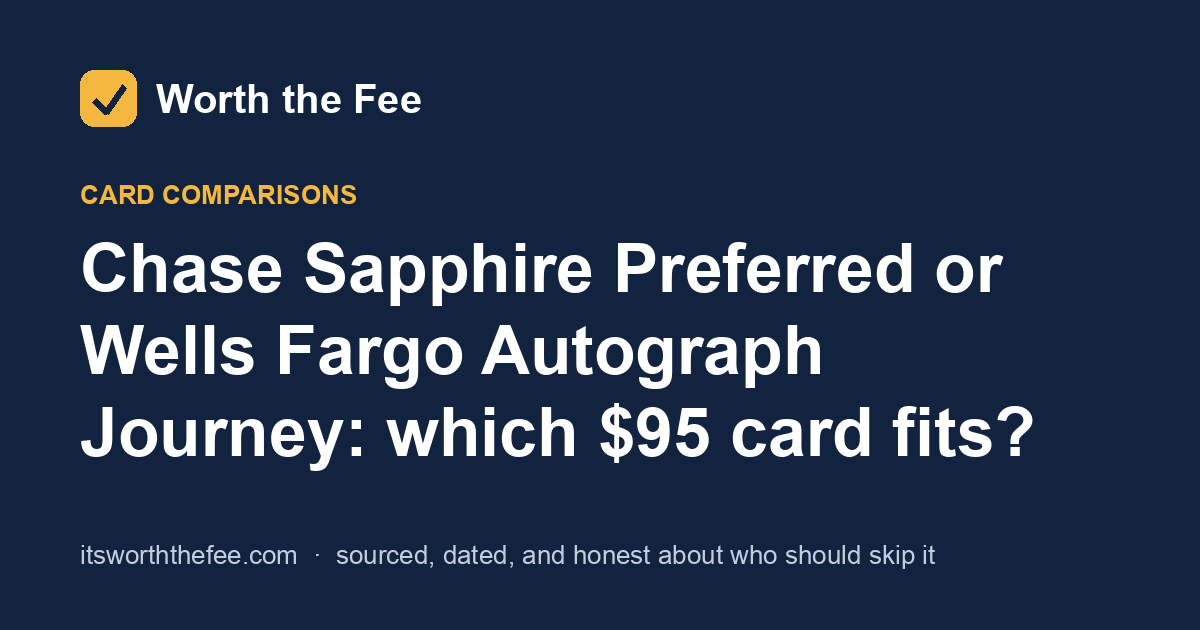 Worth the Fee
CARD COMPARISONS
Chase Sapphire Preferred or
Wells Fargo Autograph
Journey: which $95 card fits?
itsworththefee.com · sourced, dated, and honest about who should skip it